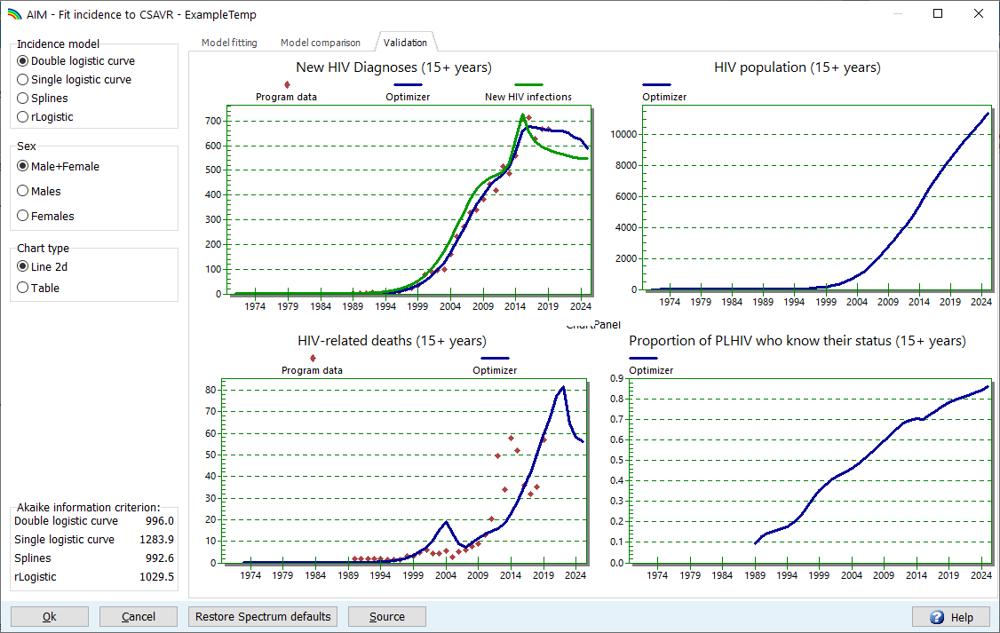 AIM - Fit incidence to CSAVR - ExampleTemp
Incidence model
Double logistic curve
Single logistic curve
Splines
rLogistic
Sex
Male+Female
Males
Females
Chart type
Line 2d
Table
Akaike information criterion:
Double logistic curve 996.0
Single logistic curve 1283.9
Splines 992.6
rLogistic 1029.5
Model fitting Model comparison Validation
New HIV Diagnoses (15+ years)
Program data Optimizer New HIV infections
700
600
500
400
300
200
100
0
1974 1979 1984 1989 1994 1999 2004 2009 2014 2019 2024
HIV population (15+ years)
Optimizer
10000
8000
6000
4000
2000
0
1974 1979 1984 1989 1994 1999 2004 2009 2014 2019 2024
ChartPanel
HIV-related deaths (15+ years)
Program data Optimizer
80
70
60
50
40
30
20
10
0
1974 1979 1984 1989 1994 1999 2004 2009 2014 2019 2024
Proportion of PLHIV who know their status (15+ years)
Optimizer
0.9
0.8
0.7
0.6
0.5
0.4
0.3
0.2
0.1
0.0
1974 1979 1984 1989 1994 1999 2004 2009 2014 2019 2024
Ok Cancel Restore Spectrum defaults Source Help